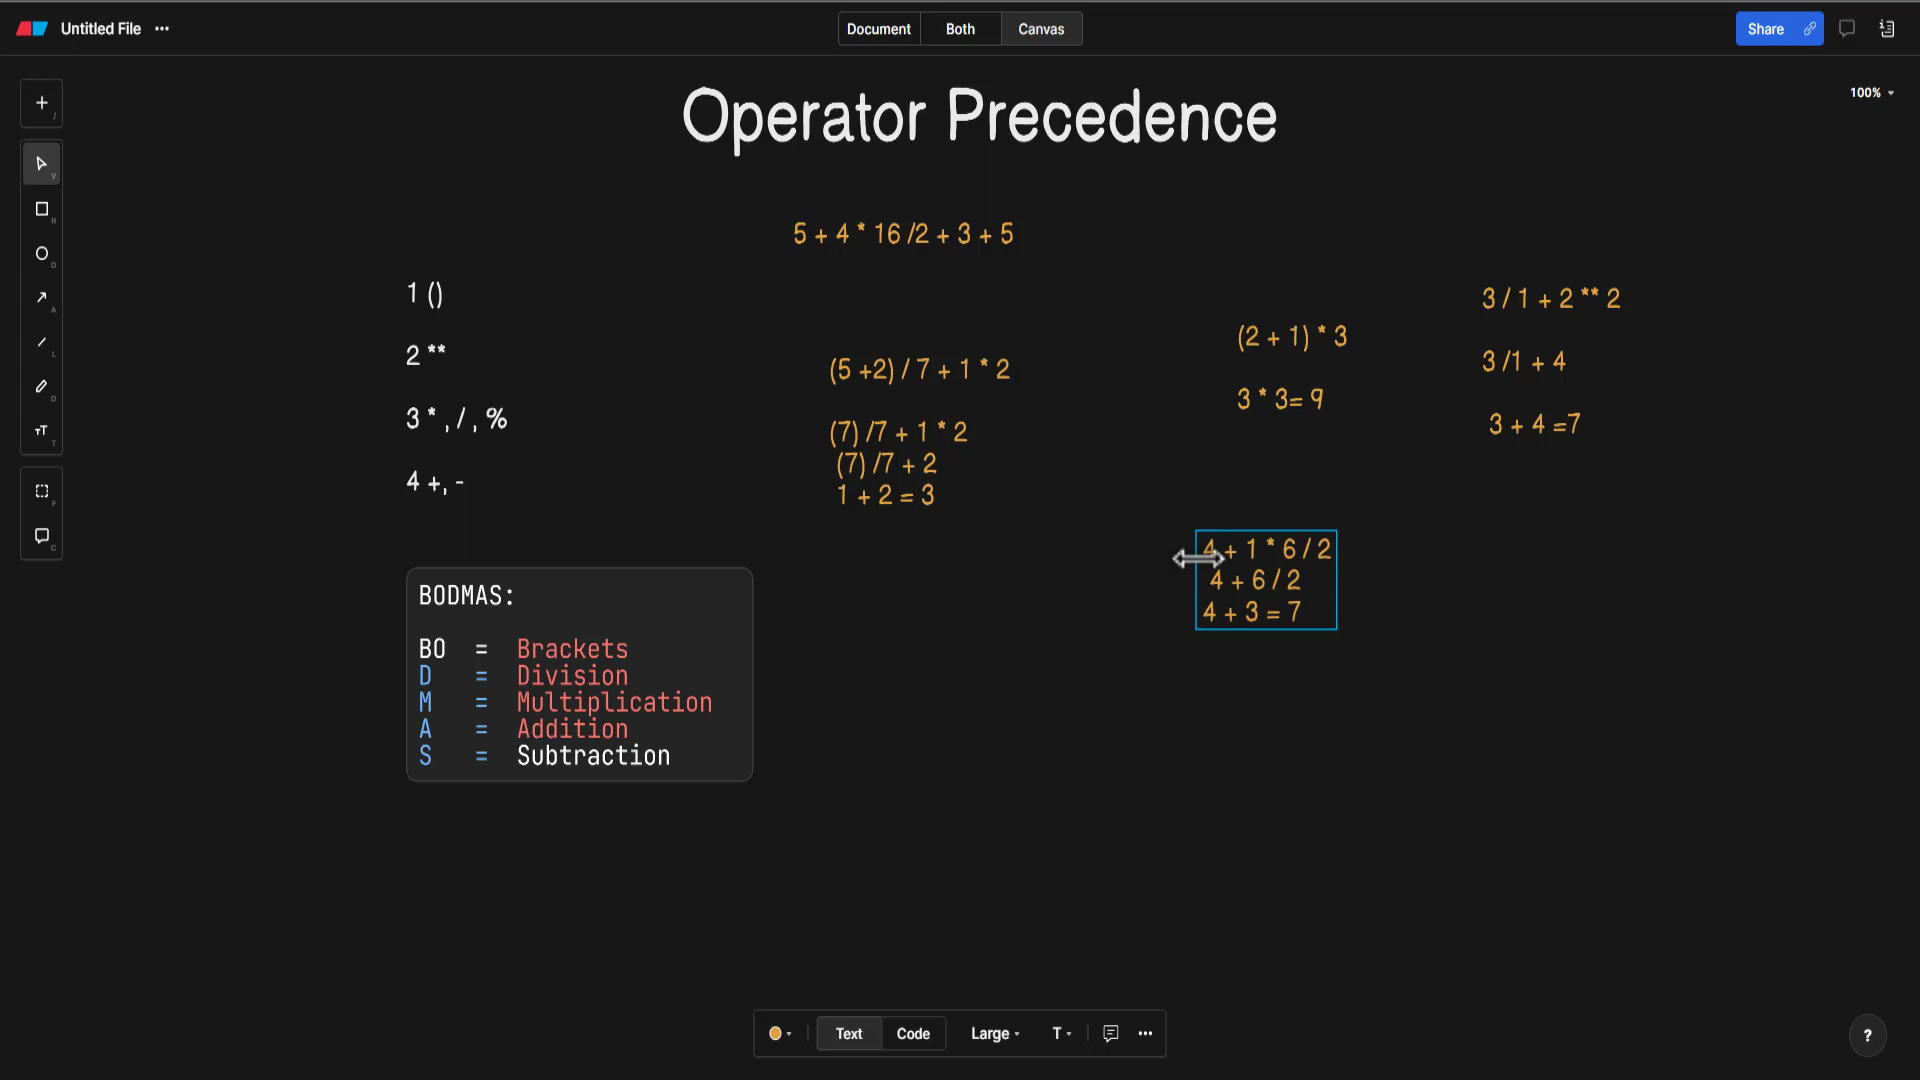 Untitled File
Document
Both
Canvas
Share
100%
Operator Precedence
5 + 4 * 16 /2 + 3 + 5
1 ()
2 **
3 * , / , %
4 +, -
(5 +2) / 7 + 1 * 2
(7) /7 + 1 * 2
(7) /7 + 2
1 + 2 = 3
(2 + 1) * 3
3 * 3= 9
3 / 1 + 2 ** 2
3 /1 + 4
3 + 4 =7
4 + 1 * 6 / 2
4 + 6 / 2
4 + 3 = 7
BODMAS:
BO = Brackets
D = Division
M = Multiplication
A = Addition
S = Subtraction
Text
Code
Large
T
?